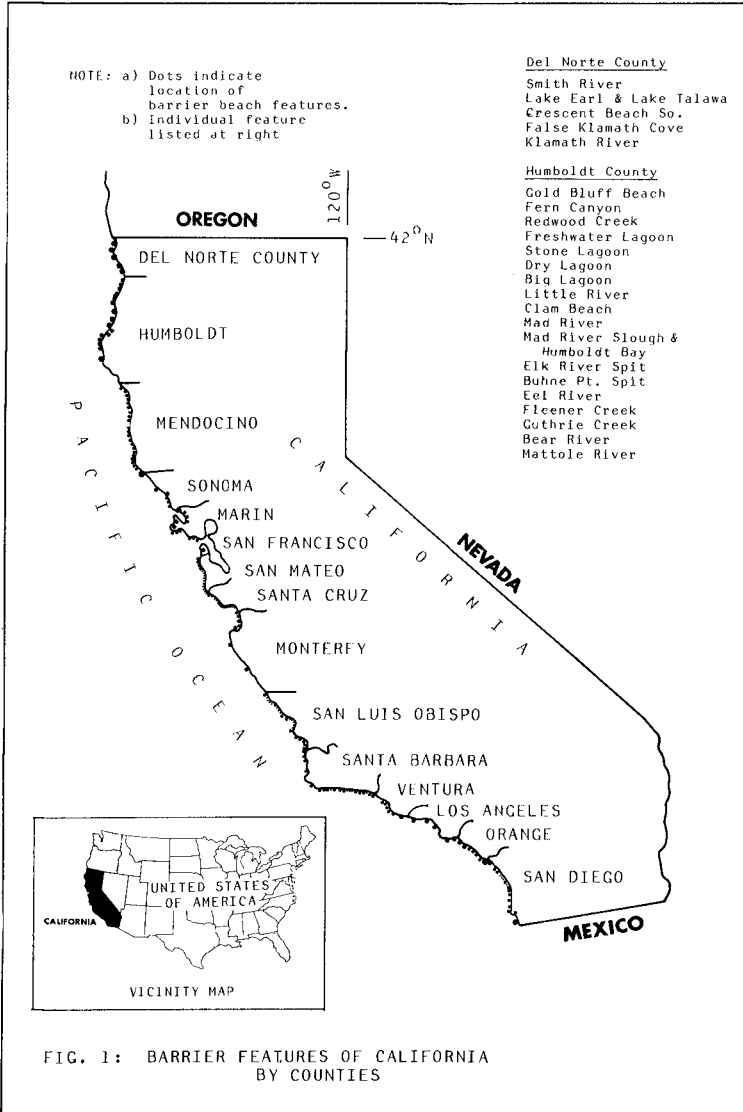 NOTE: a) Dots indicate
location of
barrier beach features.
b) Individual feature
listed at right
Del Norte County
Smith River
Lake Earl & Lake Talawa
Crescent Beach So.
False Klamath Cove
Klamath River
Humboldt County
Gold Bluff Beach
Fern Canyon
Redwood Creek
Freshwater Lagoon
Stone Lagoon
Dry Lagoon
Big Lagoon
Little River
Clam Beach
Mad River
Mad River Slough &
Humboldt Bay
Elk River Spit
Buhne Pt. Spit
Eel River
Fleener Creek
Guthrie Creek
Bear River
Mattole River
120°W
42°N
OREGON
DEL NORTE COUNTY
HUMBOLDT
MENDOCINO
SONOMA
MARIN
SAN FRANCISCO
SAN MATEO
SANTA CRUZ
MONTEREY
SAN LUIS OBISPO
SANTA BARBARA
VENTURA
LOS ANGELES
ORANGE
SAN DIEGO
PACIFIC OCEAN
CALIFORNIA
NEVADA
MEXICO
UNITED STATES
OF AMERICA
CALIFORNIA
VICINITY MAP
FIG. 1: BARRIER FEATURES OF CALIFORNIA
BY COUNTIES